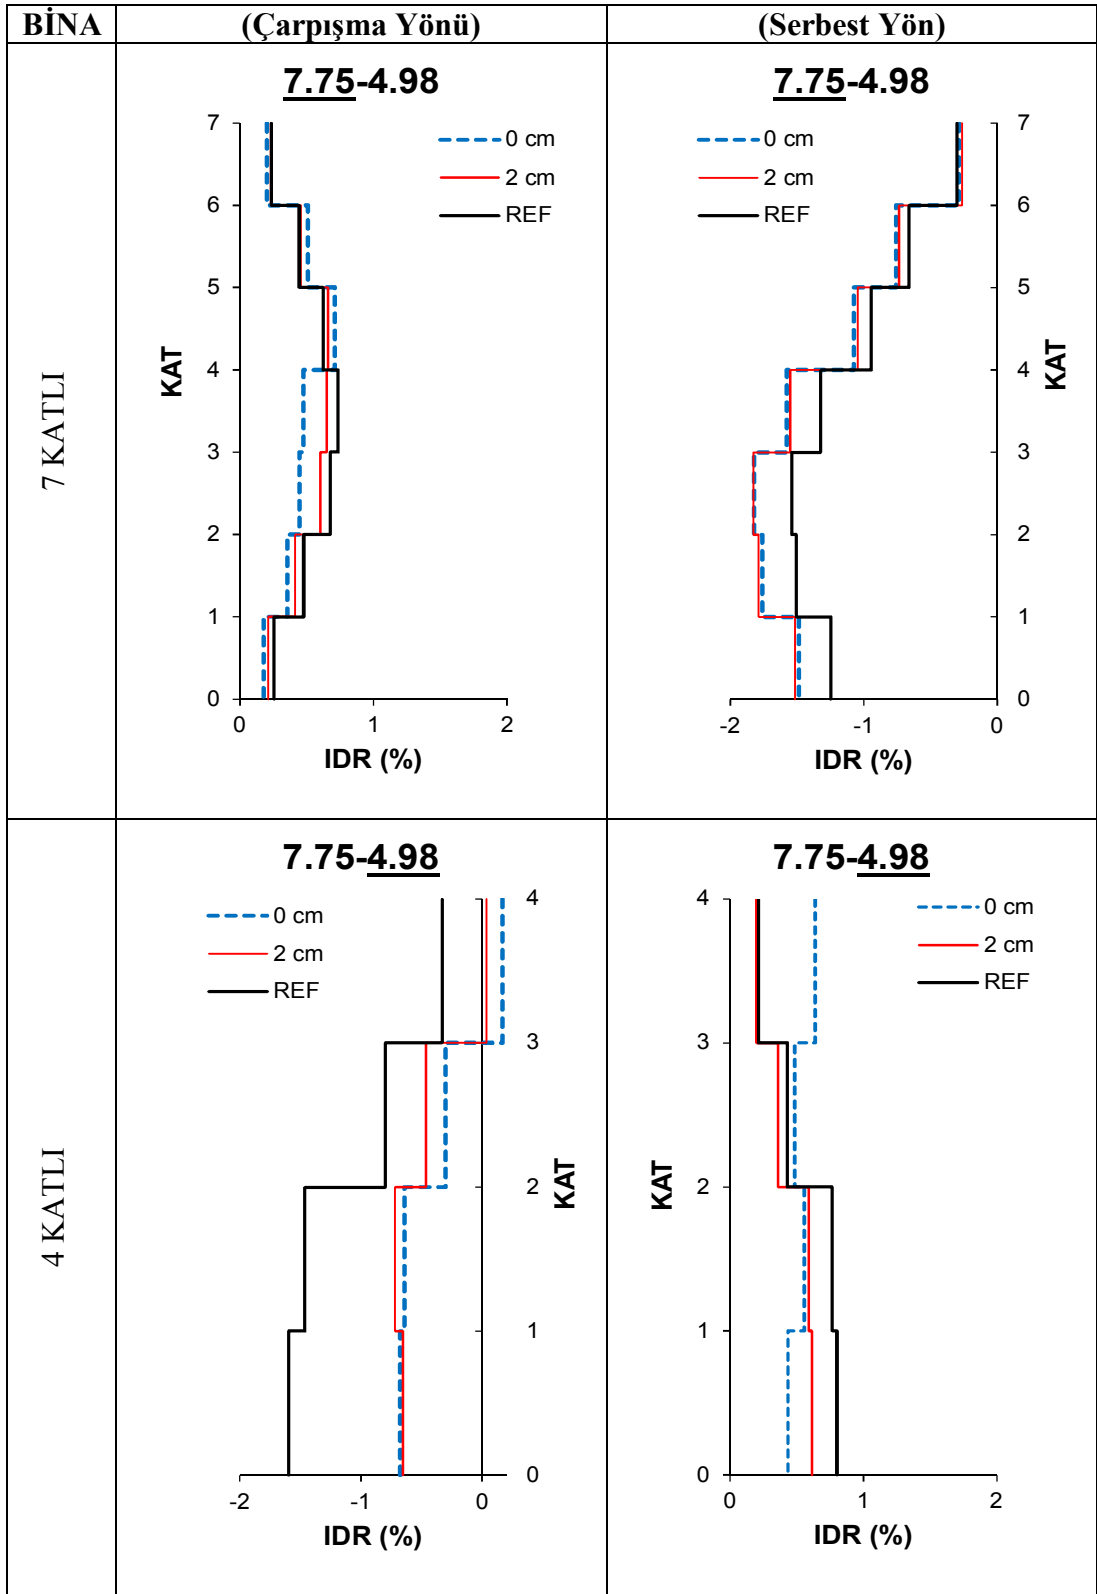 BİNA
(Çarpışma Yönü)
(Serbest Yön)
7 KATLI
7.75-4.98
7
6
5
4
3
2
1
0
KAT
0 cm
2 cm
REF
0
1
2
IDR (%)
7.75-4.98
0 cm
2 cm
REF
7
6
5
4
3
2
1
0
KAT
-2
-1
0
IDR (%)
4 KATLI
7.75-4.98
0 cm
2 cm
REF
4
3
2
1
0
KAT
-2
-1
0
IDR (%)
7.75-4.98
4
3
2
1
0
KAT
0 cm
2 cm
REF
0
1
2
IDR (%)